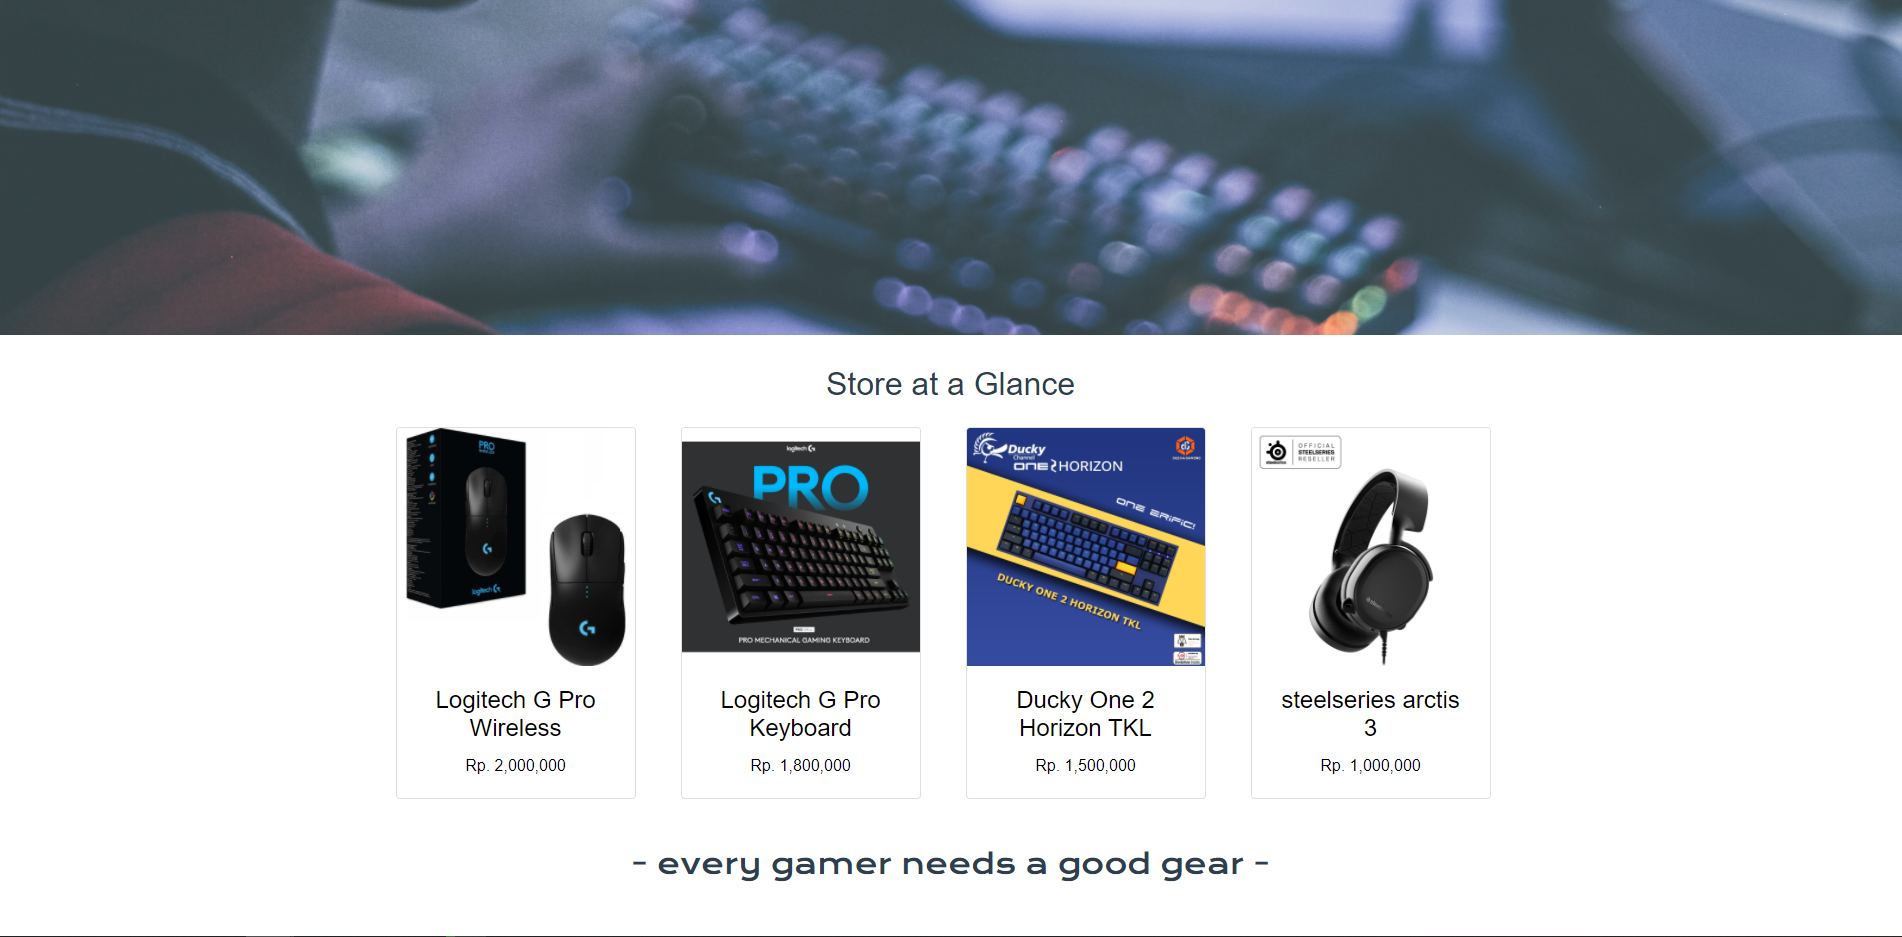 Store at a Glance
PRO
logitech G
Logitech G Pro
Wireless
Rp. 2,000,000
logitech G
PRO
PRO MECHANICAL GAMING KEYBOARD
Logitech G Pro
Keyboard
Rp. 1,800,000
Ducky
Channel
ONE 2 HORIZON
ONE ERIFIC!
DUCKY ONE 2 HORIZON TKL
Ducky One 2
Horizon TKL
Rp. 1,500,000
OFFICIAL
STEELSERIES
RESELLER
steelseries arctis
3
Rp. 1,000,000
- every gamer needs a good gear -